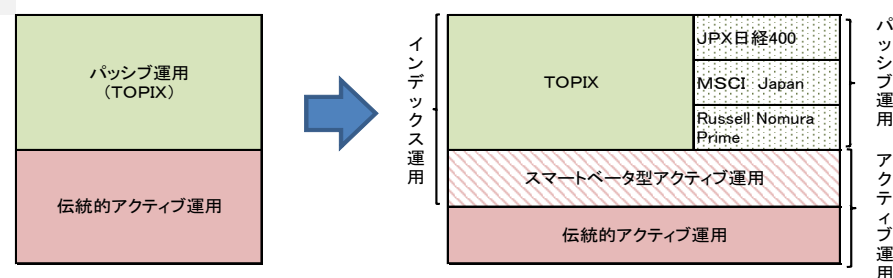 パッシブ運用
（TOPIX）
伝統的アクティブ運用
インデックス運用
TOPIX
JPX日経400
MSCI Japan
Russell Nomura
Prime
スマートベータ型アクティブ運用
伝統的アクティブ運用
パッシブ運用
アクティブ運用